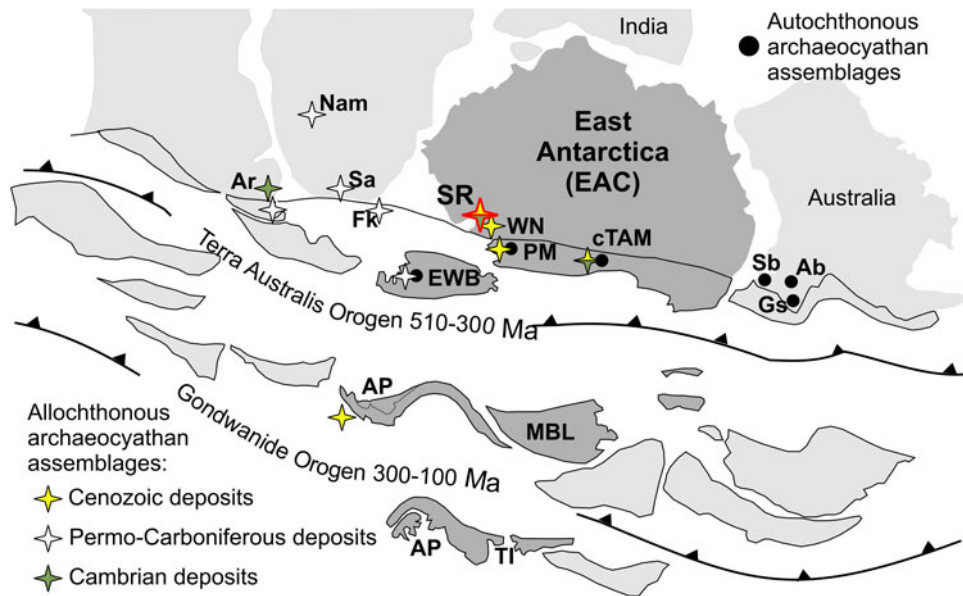 India
Autochthonous
archaeocyathan
assemblages
Nam
East
Antarctica
(EAC)
Ar
Sa
SR
Australia
Fk
WN
PM
cTAM
EWB
Sb
Ab
Gs
Terra Australis Orogen 510-300 Ma
AP
MBL
Gondwanide Orogen 300-100 Ma
Allochthonous
archaeocyathan
assemblages:
Cenozoic deposits
Permo-Carboniferous deposits
Cambrian deposits
AP
TI